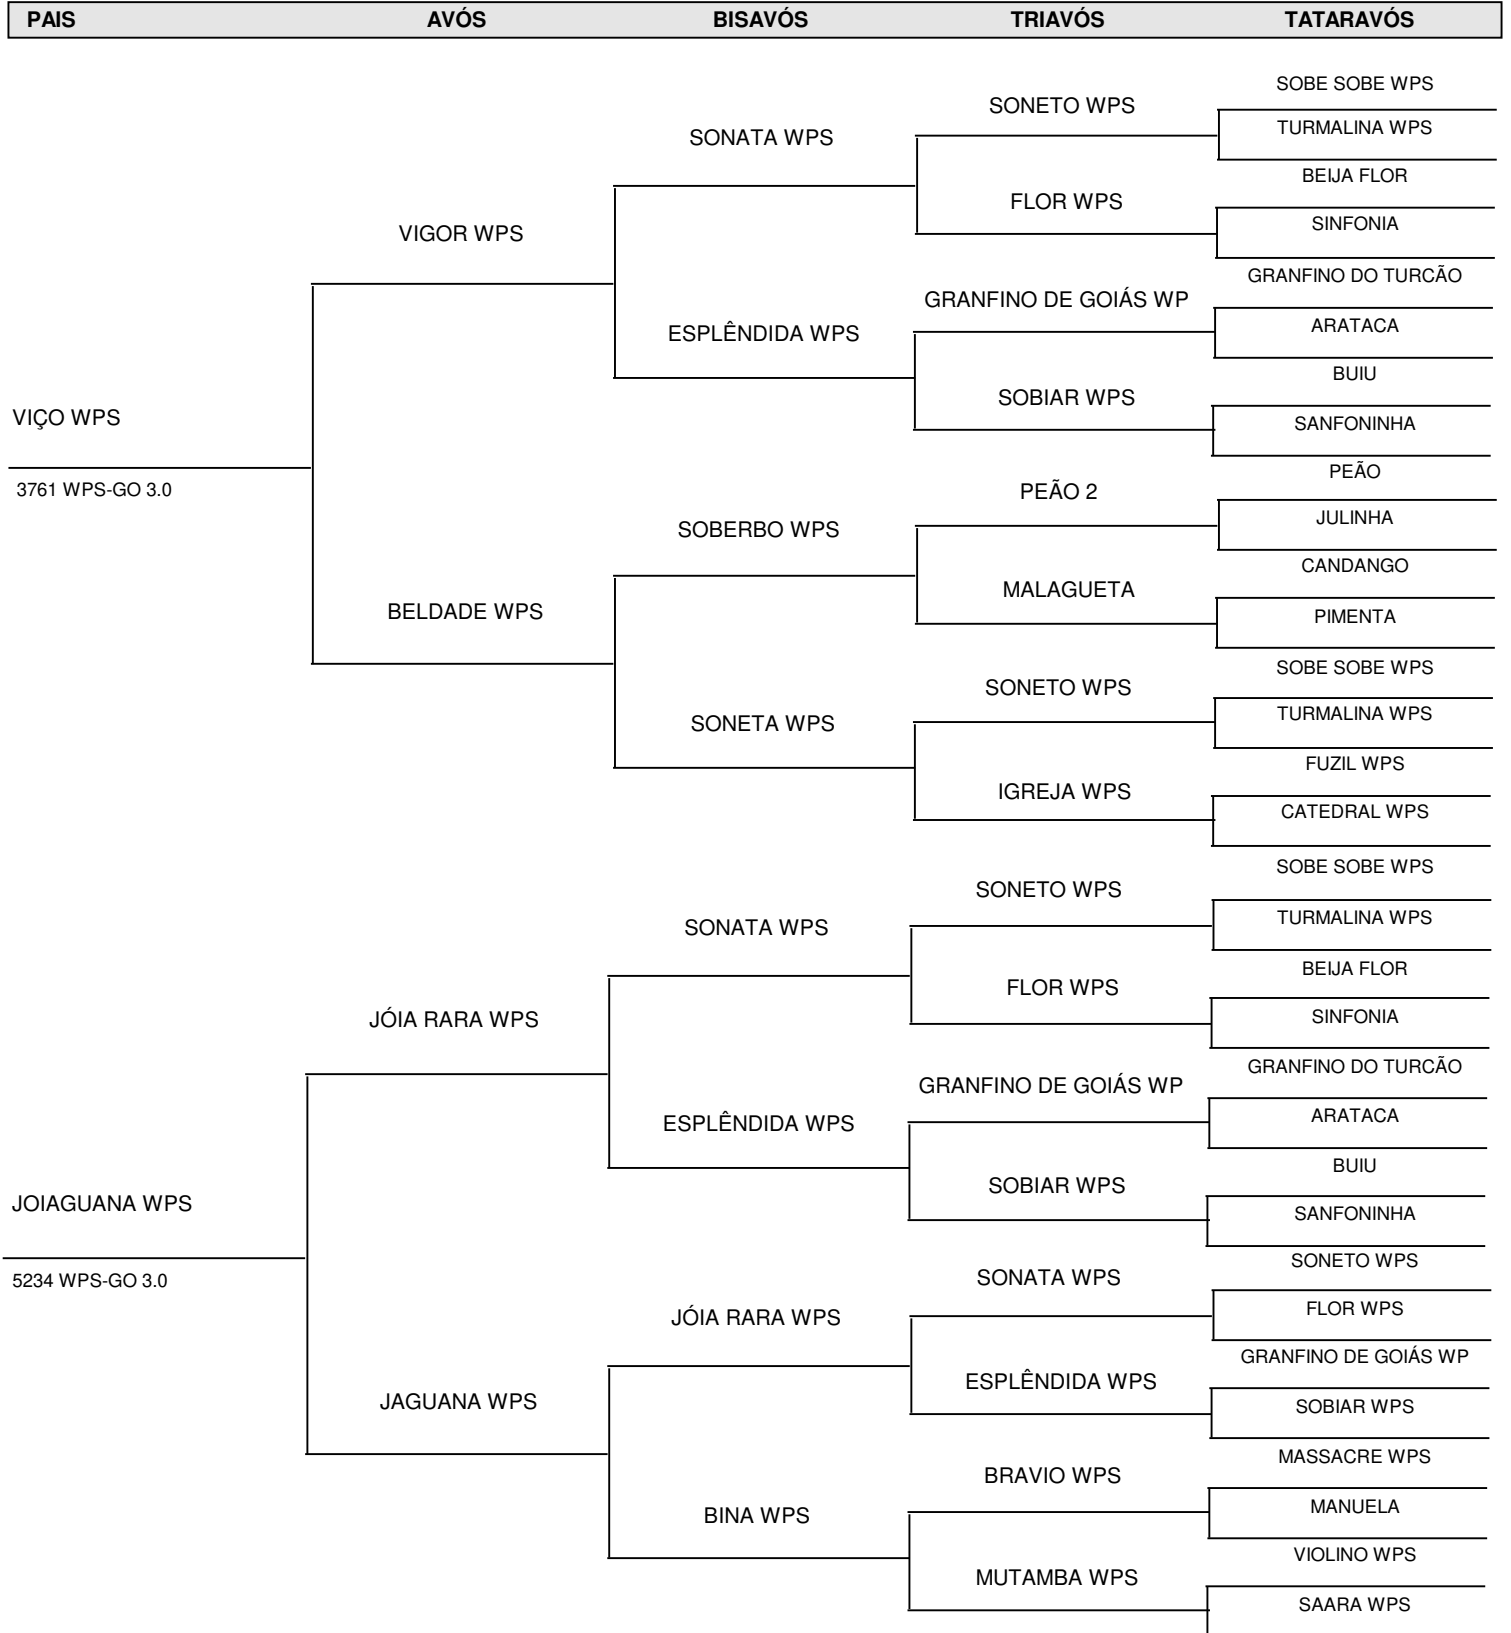 PAIS AVÓS BISAVÓS TRIAVÓS TATARAVÓS
SOBE SOBE WPS
SONETO WPS
TURMALINA WPS
SONATA WPS
BEIJA FLOR
FLOR WPS
SINFONIA
VIGOR WPS
GRANFINO DO TURCÃO
GRANFINO DE GOIÁS WP
ARATACA
ESPLÊNDIDA WPS
BUIU
SOBIAR WPS
SANFONINHA
VIÇO WPS
PEÃO
3761 WPS-GO 3.0
PEÃO 2
JULINHA
SOBERBO WPS
CANDANGO
MALAGUETA
BELDADE WPS
PIMENTA
SOBE SOBE WPS
SONETO WPS
TURMALINA WPS
SONETA WPS
FUZIL WPS
IGREJA WPS
CATEDRAL WPS
SOBE SOBE WPS
SONETO WPS
TURMALINA WPS
SONATA WPS
BEIJA FLOR
FLOR WPS
SINFONIA
JÓIA RARA WPS
GRANFINO DO TURCÃO
GRANFINO DE GOIÁS WP
ARATACA
ESPLÊNDIDA WPS
BUIU
SOBIAR WPS
JOIAGUANA WPS
SANFONINHA
SONETO WPS
5234 WPS-GO 3.0
SONATA WPS
FLOR WPS
JÓIA RARA WPS
GRANFINO DE GOIÁS WP
ESPLÊNDIDA WPS
JAGUANA WPS
SOBIAR WPS
MASSACRE WPS
BRAVIO WPS
MANUELA
BINA WPS
VIOLINO WPS
MUTAMBA WPS
SAARA WPS